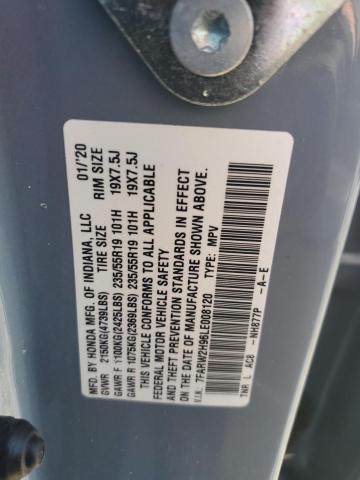 MFD. BY HONDA MFG. OF INDIANA, LLC 01/'20
GVWR 2150KG(4739LBS) TIRE SIZE RIM SIZE
GAWR F 1100KG(2425LBS) 235/55R19 101H 19X7.5J
GAWR R 1075KG(2369LBS) 235/55R19 101H 19X7.5J
THIS VEHICLE CONFORMS TO ALL APPLICABLE
FEDERAL MOTOR VEHICLE SAFETY
AND THEFT PREVENTION STANDARDS IN EFFECT
ON THE DATE OF MANUFACTURE SHOWN ABOVE.
V.I.N.: 7FARW2H96LE008120 TYPE: MPV
TNR L AC8 -NH877P -A-E